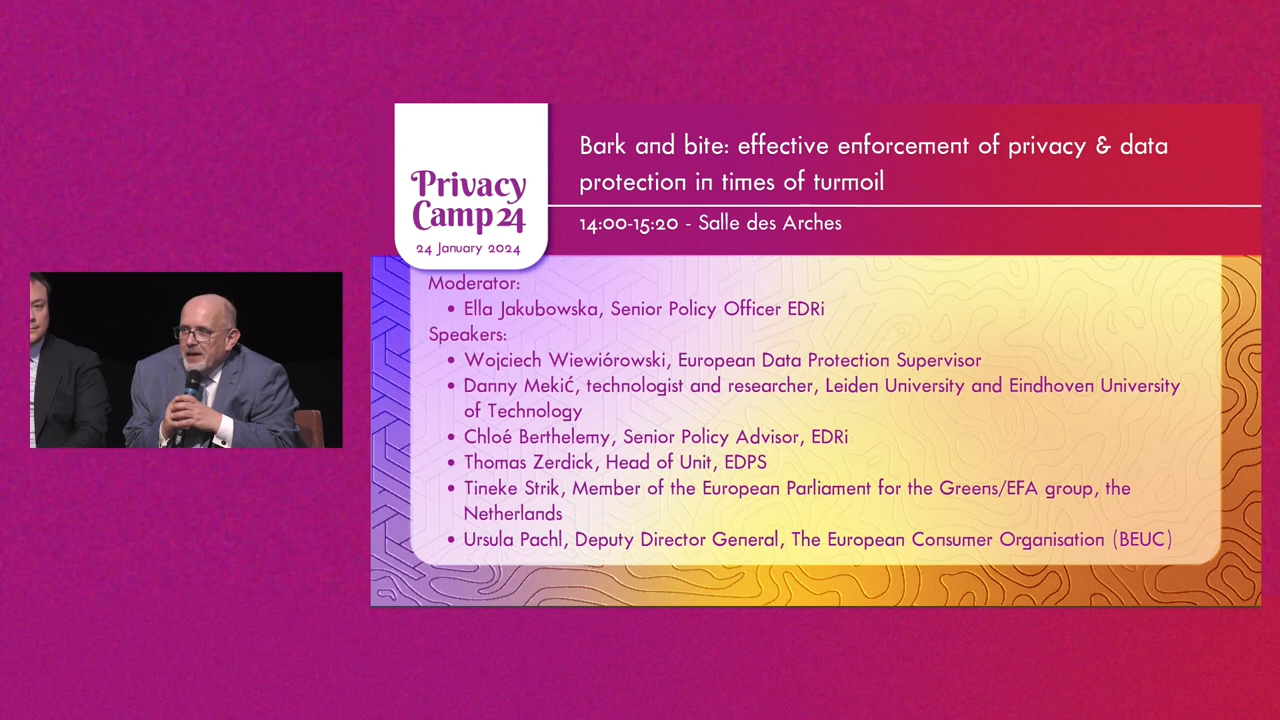 Privacy
Camp 24
24 January 2024
Bark and bite: effective enforcement of privacy & data
protection in times of turmoil
14:00-15:20 - Salle des Arches
Moderator:
• Ella Jakubowska, Senior Policy Officer EDRi
Speakers:
• Wojciech Wiewiórowski, European Data Protection Supervisor
• Danny Mekić, technologist and researcher, Leiden University and Eindhoven University
of Technology
• Chloé Berthelemy, Senior Policy Advisor, EDRi
• Thomas Zerdick, Head of Unit, EDPS
• Tineke Strik, Member of the European Parliament for the Greens/EFA group, the
Netherlands
• Ursula Pachl, Deputy Director General, The European Consumer Organisation (BEUC)